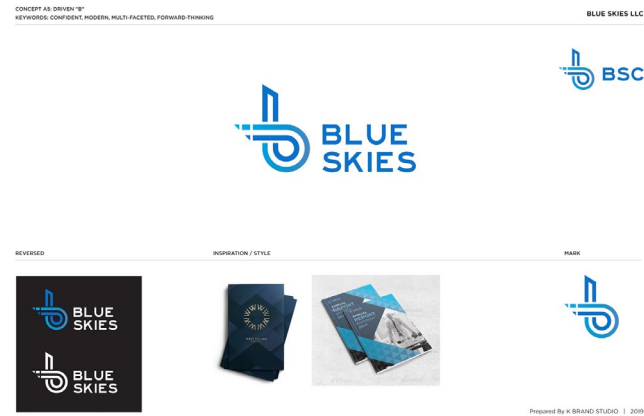 CONCEPT A5: DRIVEN "B"
KEYWORDS: CONFIDENT, MODERN, MULTI-FACETED, FORWARD-THINKING
BLUE SKIES LLC
BSC
BLUE
SKIES
REVERSED
INSPIRATION / STYLE
MARK
BLUE
SKIES
BLUE
SKIES
REPORT
Prepared By K BRAND STUDIO | 2019